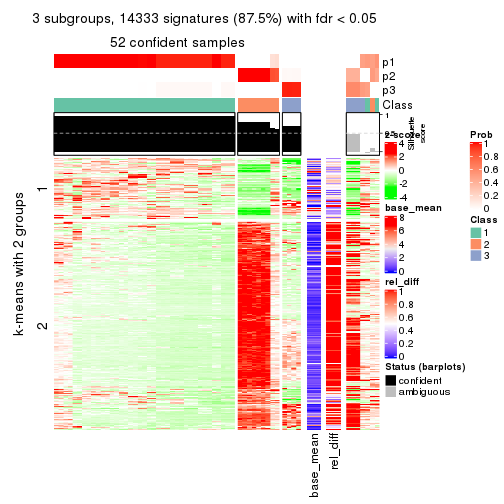 3 subgroups, 14333 signatures (87.5%) with fdr < 0.05
52 confident samples
p1
p2
p3
Class
1
Silhouette
score
k-means with 2 groups
1
2
base_mean
rel_diff
z-score
4
2
0
-2
-4
base_mean
8
6
4
2
0
rel_diff
1
0.8
0.6
0.4
0.2
0
Status (barplots)
confident
ambiguous
Prob
1
0.8
0.6
0.4
0.2
0
Class
1
2
3